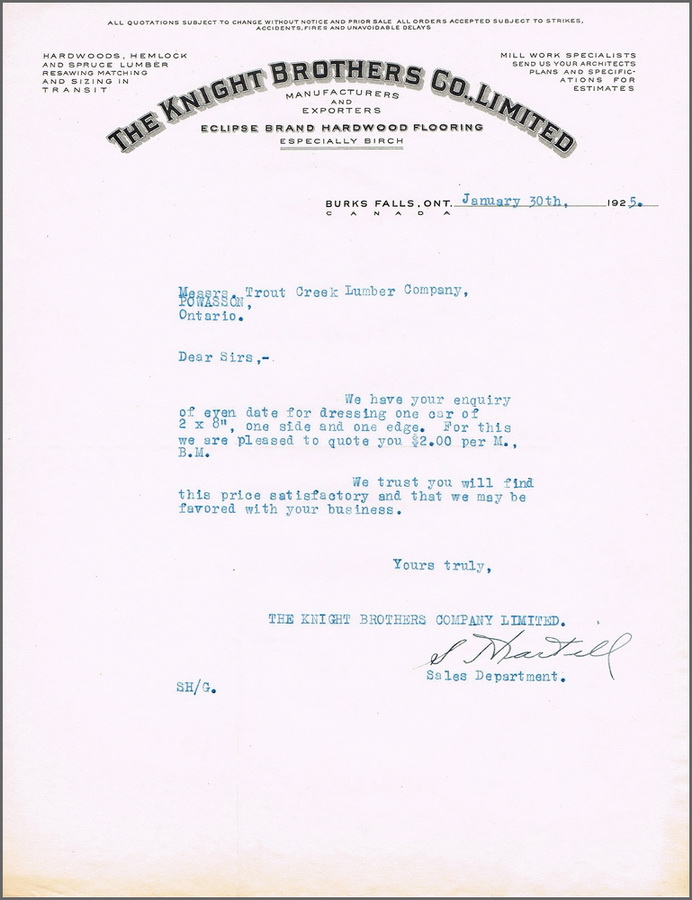 ALL QUOTATIONS SUBJECT TO CHANGE WITHOUT NOTICE AND PRIOR SALE ALL ORDERS ACCEPTED SUBJECT TO STRIKES,
ACCIDENTS, FIRES AND UNAVOIDABLE DELAYS
HARDWOODS, HEMLOCK
AND SPRUCE LUMBER
RESAWING MATCHING
AND SIZING IN
TRANSIT
MILL WORK SPECIALISTS
SEND US YOUR ARCHITECTS
PLANS AND SPECIFIC-
ATIONS FOR
ESTIMATES
THE KNIGHT BROTHERS CO., LIMITED
MANUFACTURERS
AND
EXPORTERS
ECLIPSE BRAND HARDWOOD FLOORING
ESPECIALLY BIRCH
BURKS FALLS, ONT. January 30th, 1925.
CANADA
Messrs. Trout Creek Lumber Company,
POWASSON,
Ontario.
Dear Sirs,-
We have your enquiry
of even date for dressing one car of
2 x 8", one side and one edge. For this
we are pleased to quote you $2.00 per M.,
B.M.
We trust you will find
this price satisfactory and that we may be
favored with your business.
Yours truly,
THE KNIGHT BROTHERS COMPANY LIMITED.
S Hartill
Sales Department.
SH/G.